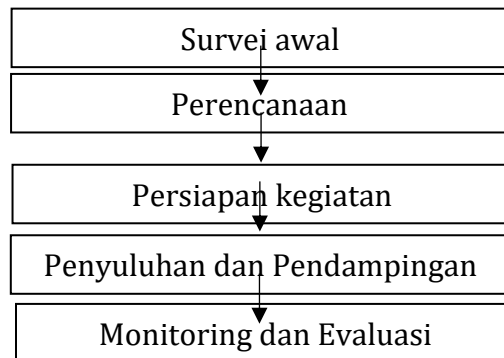 Survei awal
Perencanaan
Persiapan kegiatan
Penyuluhan dan Pendampingan
Monitoring dan Evaluasi